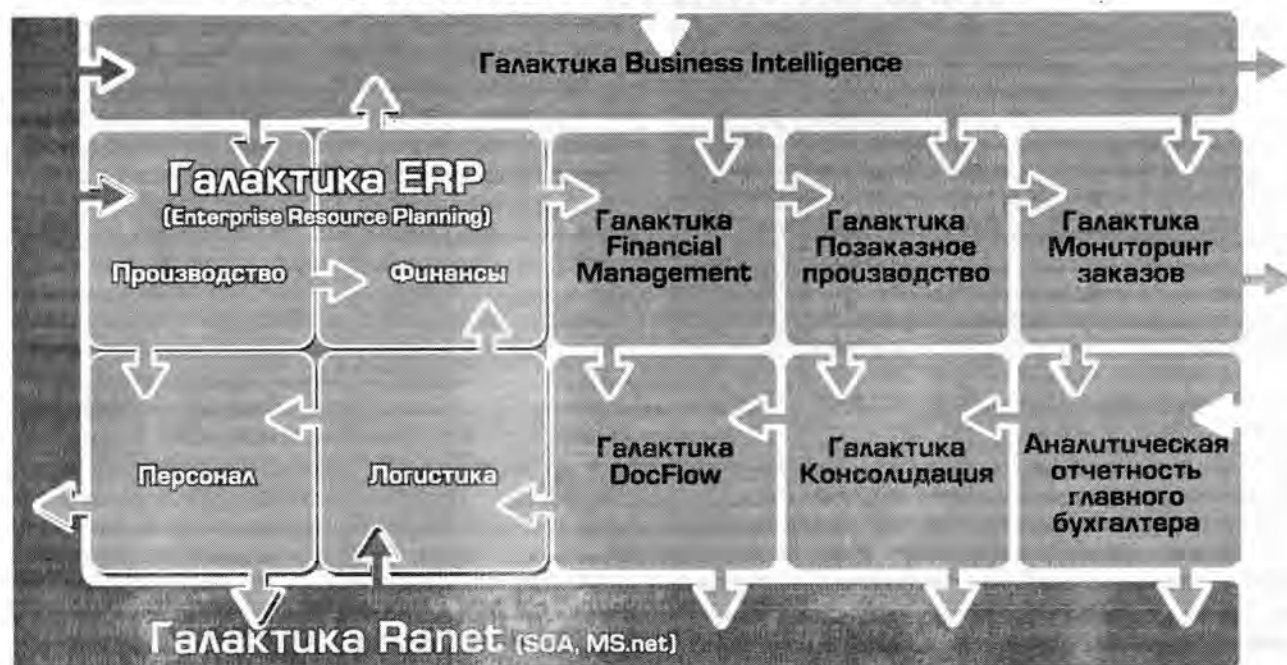 Галактика Business Intelligence
Галактика ERP
(Enterprise Resource Planning)
Производство
Финансы
Галактика
Financial
Management
Галактика
Позаказное
производство
Галактика
Мониторинг
заказов
Персонал
Логистика
Галактика
DocFlow
Галактика
Консолидация
Аналитическая
отчетность
главного
бухгалтера
Галактика Ranet (SOA, MS.net)